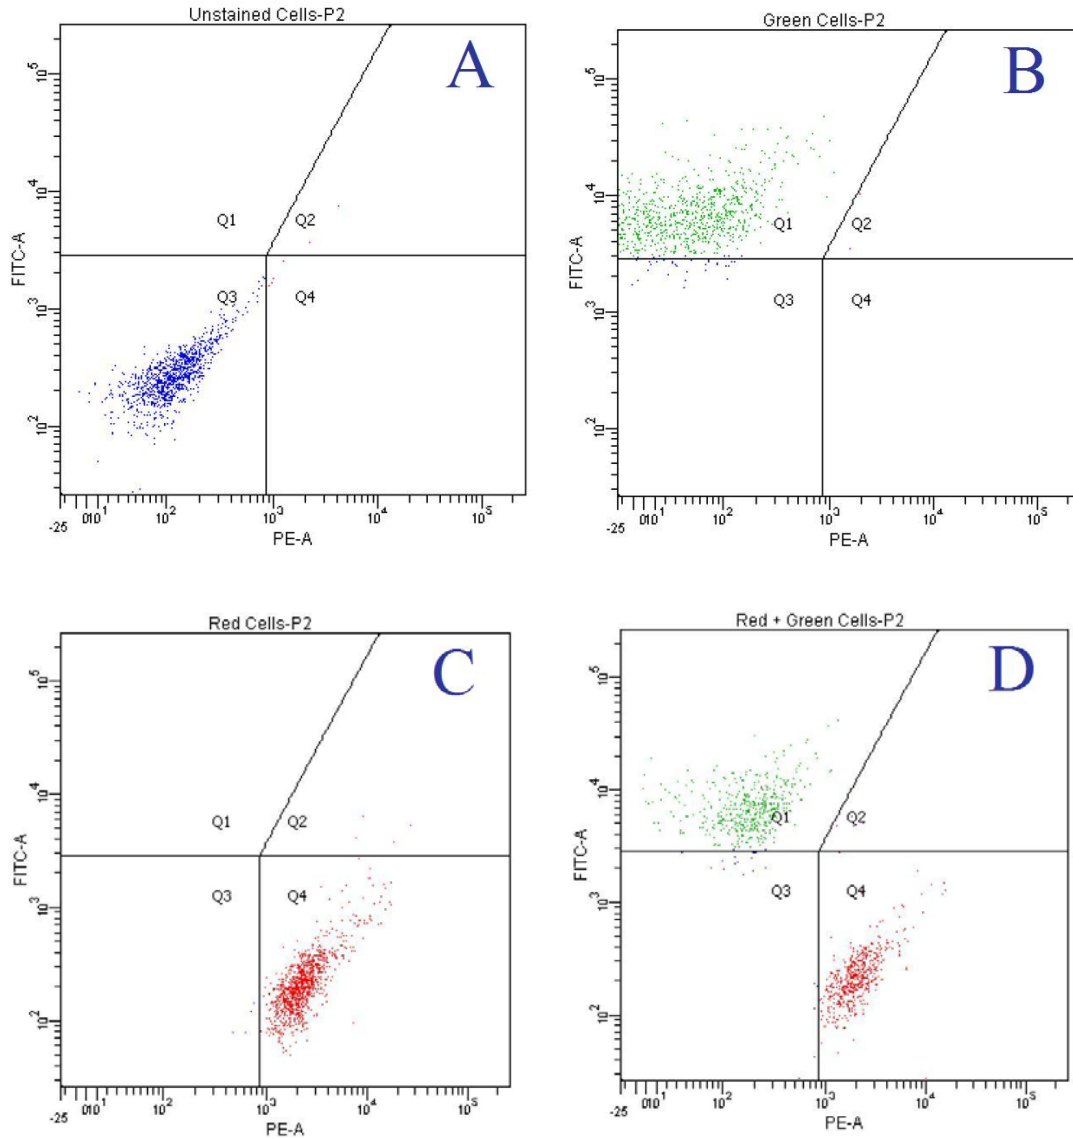 Unstained Cells-P2
A
10^5
10^4
10^3
10^2
FITC-A
Q1 Q2
Q3 Q4
-25 0 10^1 10^2 10^3 10^4 10^5
PE-A
Green Cells-P2
B
10^5
10^4
10^3
10^2
FITC-A
Q1 Q2
Q3 Q4
-25 0 10^1 10^2 10^3 10^4 10^5
PE-A
Red Cells-P2
C
10^5
10^4
10^3
10^2
FITC-A
Q1 Q2
Q3 Q4
-25 0 10^1 10^2 10^3 10^4 10^5
PE-A
Red + Green Cells-P2
D
10^5
10^4
10^3
10^2
FITC-A
Q1 Q2
Q3 Q4
-25 0 10^1 10^2 10^3 10^4 10^5
PE-A